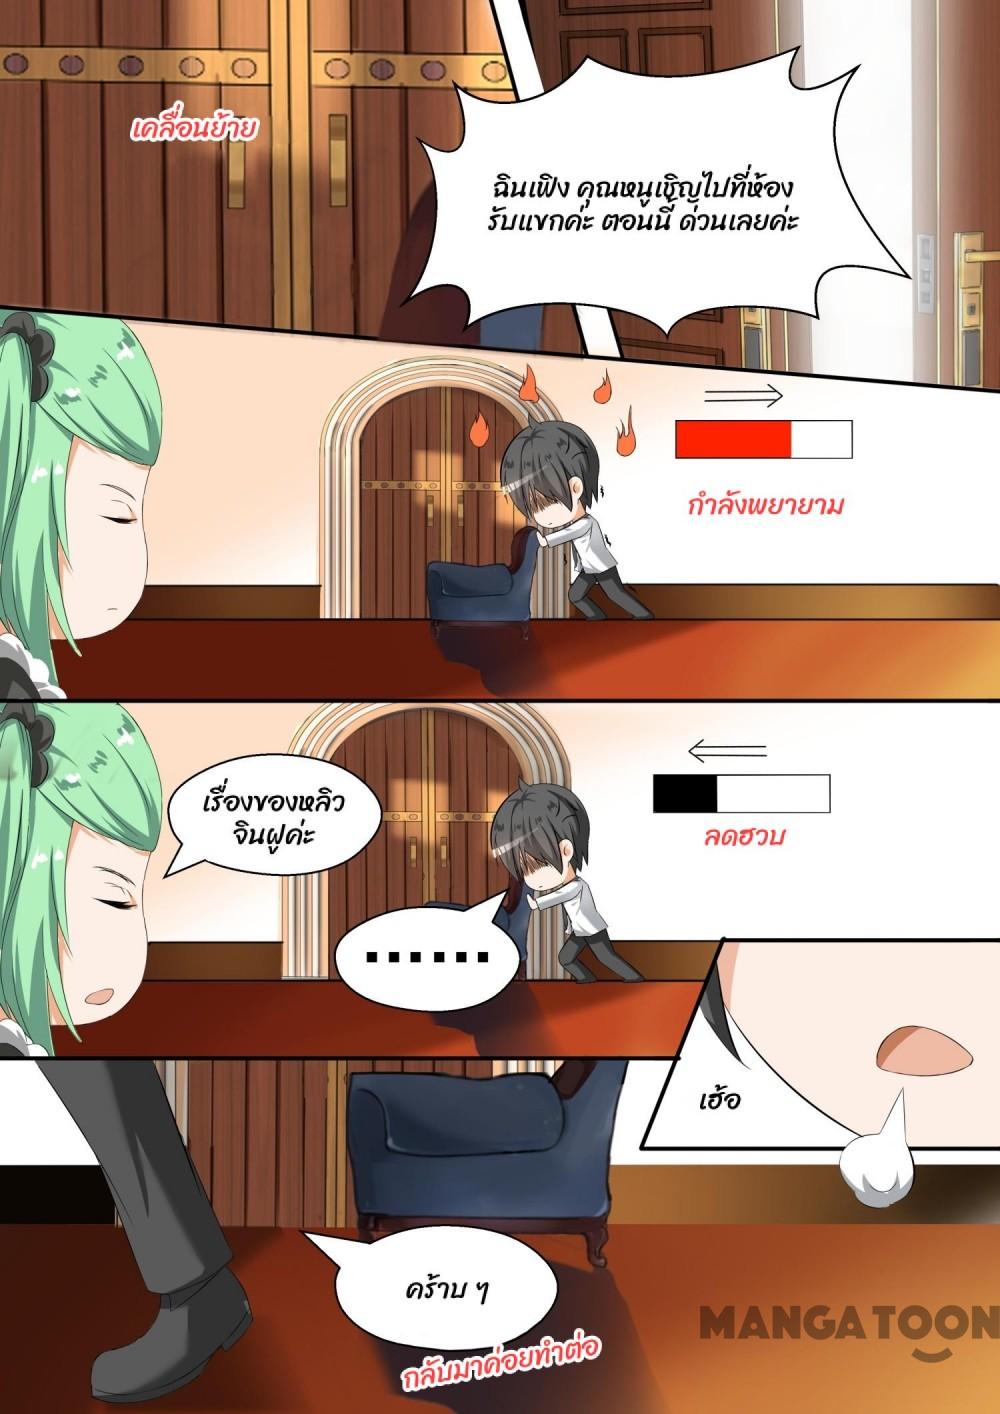 เคลื่อนย้าย
ฉินเฟิง คุณหนูเชิญไปที่ห้อง
รับแขกค่ะ ตอนนี้ ด่วนเลยค่ะ
กำลังพยายาม
เรื่องของหลิว
จินฝูค่ะ
ลดฮวบ
......
เฮ้อ
คร้าบ ๆ
กลับมาค่อยทำต่อ
MANGATOON